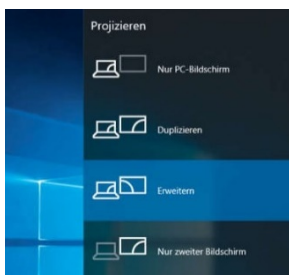 Projizieren
Nur PC-Bildschirm
Duplizieren
Erweitern
Nur zweiter Bildschirm